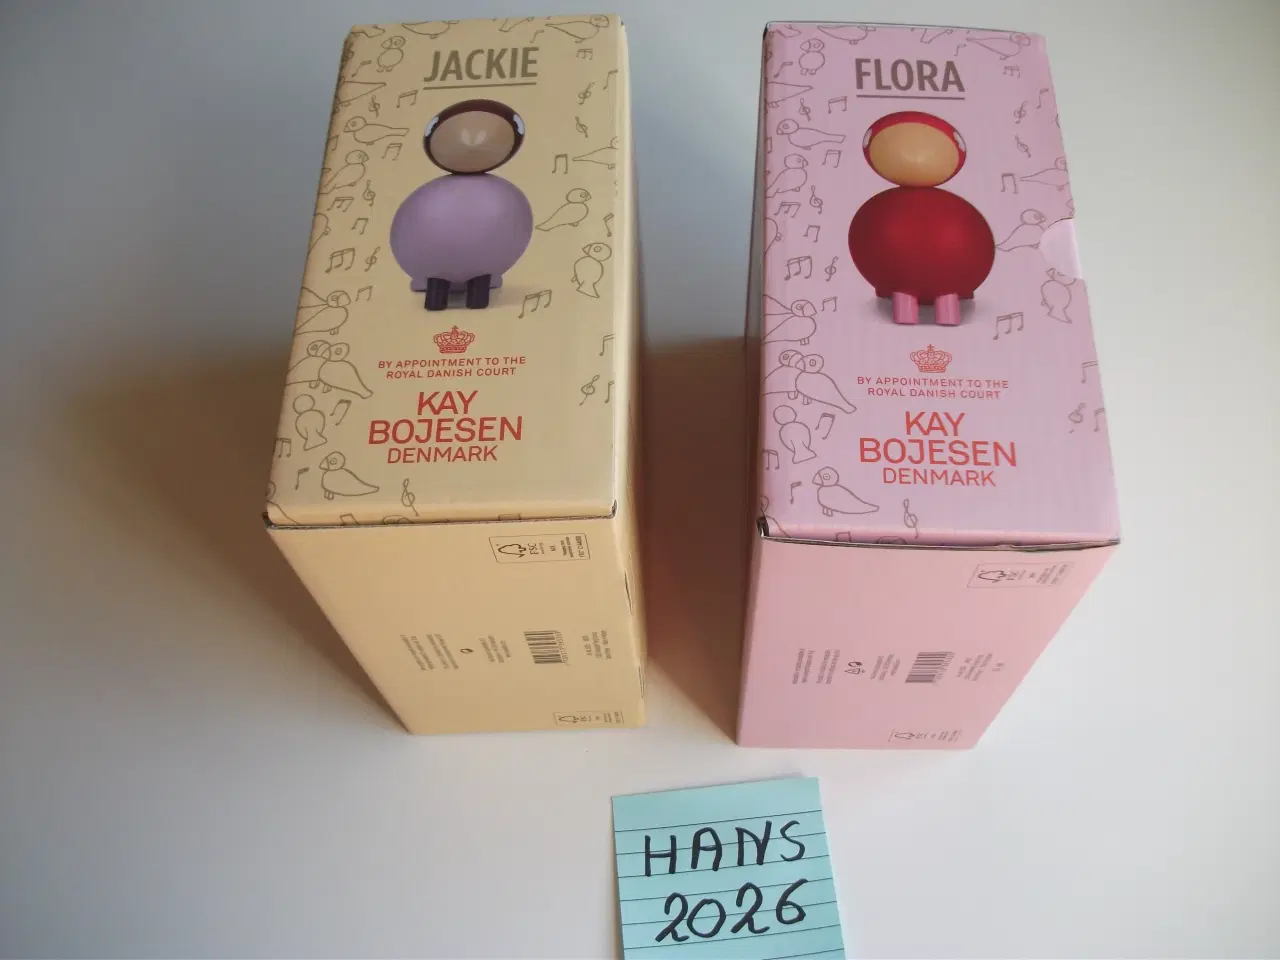 JACKIE
BY APPOINTMENT TO THE
ROYAL DANISH COURT
KAY
BOJESEN
DENMARK
FSC
FLORA
BY APPOINTMENT TO THE
ROYAL DANISH COURT
KAY
BOJESEN
DENMARK
HANS
2026